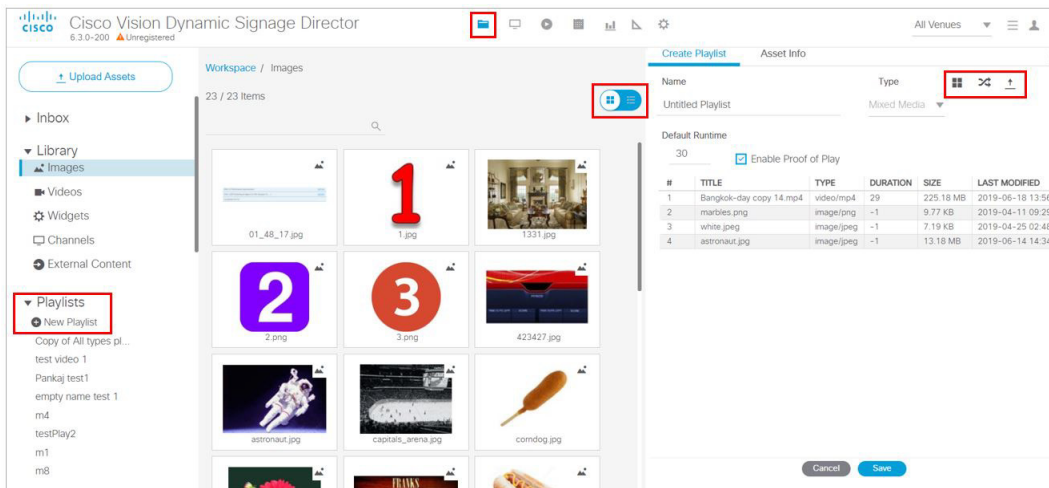 CISCO
Cisco Vision Dynamic Signage Director
6.3.0-200 Unregistered
All Venues
Upload Assets
Inbox
Library
Images
Videos
Widgets
Channels
External Content
Playlists
New Playlist
Copy of All types pl...
test video 1
Pankaj test1
empty name test 1
m4
testPlay2
m1
m8
Workspace / Images
23 / 23 Items
01_48_17.jpg
1
1.jpg
1331.jpg
2
2.png
3
3.png
423427.jpg
astronaut.jpg
capitals_arena.jpg
corndog.jpg
FRANKS
Create Playlist Asset Info
Name Type
Untitled Playlist Mixed Media
Default Runtime
30 Enable Proof of Play
# TITLE TYPE DURATION SIZE LAST MODIFIED
1 Bangkok-day copy 14.mp4 video/mp4 29 225.18 MB 2019-06-18 13:56
2 marbles.png image/png -1 9.77 KB 2019-04-11 09:29
3 white.jpeg image/jpeg -1 7.19 KB 2019-04-25 02:48
4 astronaut.jpg image/jpeg -1 13.18 MB 2019-06-14 14:34
Cancel Save